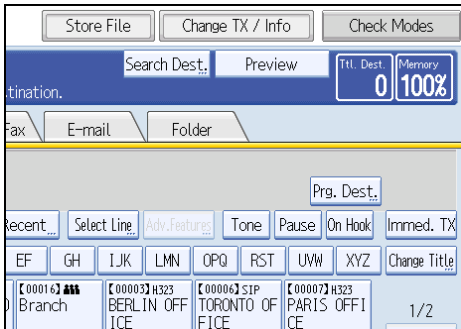 Store File Change TX / Info Check Modes
Search Dest. Preview Ttl. Dest. Memory
tination. 0 100%
Fax E-mail Folder
Prg. Dest.
Recent Select Line Adv.Features Tone Pause On Hook Immed. TX
EF GH IJK LMN OPQ RST UVW XYZ Change Title
[00016] [00003]H323 [00006]SIP [00007]H323
Branch BERLIN OFF TORONTO OF PARIS OFFI 1/2
ICE FICE CE